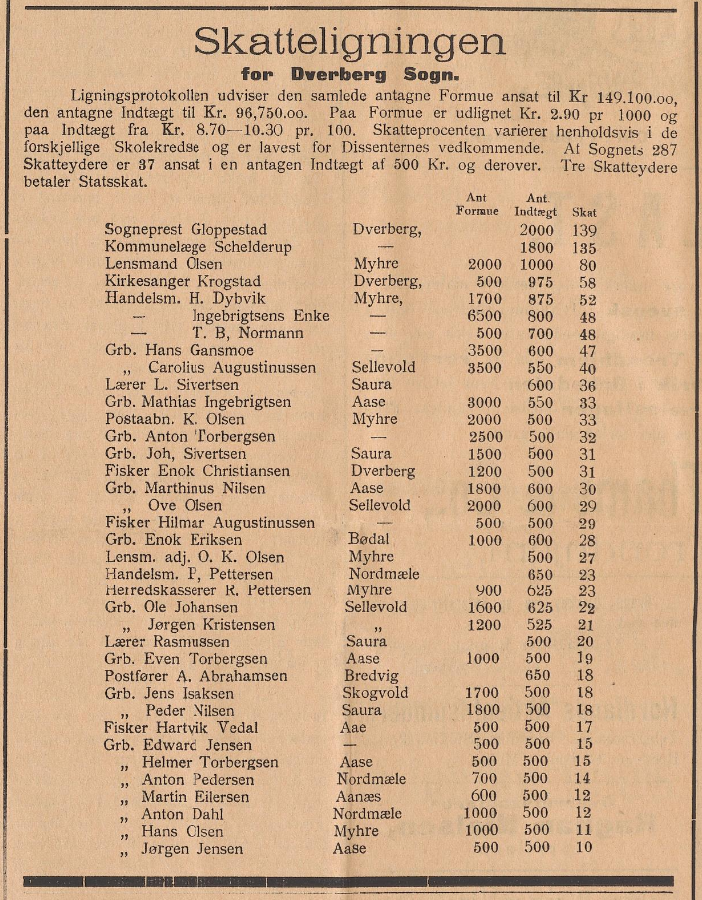 Skatteligningen
for Dverberg Sogn.
Ligningsprotokollen udviser den samlede antagne Formue ansat til Kr 149.100.oo,
den antagne Indtægt til Kr. 96,750.oo. Paa Formue er udlignet Kr. 2.90 pr 1000 og
paa Indtægt fra Kr. 8.70—10.30 pr. 100. Skatteprocenten varierer henholdsvis i de
forskjellige Skolekredse og er lavest for Dissenternes vedkommende. Af Sognets 287
Skatteydere er 37 ansat i en antagen Indtægt af 500 Kr. og derover. Tre Skatteydere
betaler Statsskat.
Ant Formue Ant. Indtægt Skat
Sogneprest Gloppestad Dverberg, 2000 139
Kommunelæge Schelderup — 1800 135
Lensmand Olsen Myhre 2000 1000 80
Kirkesanger Krogstad Dverberg, 500 975 58
Handelsm. H. Dybvik Myhre, 1700 875 52
— Ingebrigtsens Enke — 6500 800 48
— T. B, Normann — 500 700 48
Grb. Hans Gansmoe — 3500 600 47
„ Carolius Augustinussen Sellevold 3500 550 40
Lærer L. Sivertsen Saura 600 36
Grb. Mathias Ingebrigtsen Aase 3000 550 33
Postaabn. K. Olsen Myhre 2000 500 33
Grb. Anton Torbergsen — 2500 500 32
Grb. Joh, Sivertsen Saura 1500 500 31
Fisker Enok Christiansen Dverberg 1200 500 31
Grb. Marthinus Nilsen Aase 1800 600 30
„ Ove Olsen Sellevold 2000 600 29
Fisker Hilmar Augustinussen — 500 500 29
Grb. Enok Eriksen Bødal 1000 600 28
Lensm. adj. O. K. Olsen Myhre 500 27
Handelsm. P, Pettersen Nordmæle 650 23
Herredskasserer R. Pettersen Myhre 900 625 23
Grb. Ole Johansen Sellevold 1600 625 22
„ Jørgen Kristensen „ 1200 525 21
Lærer Rasmussen Saura 500 20
Grb. Even Torbergsen Aase 1000 500 19
Postfører A. Abrahamsen Bredvig 650 18
Grb. Jens Isaksen Skogvold 1700 500 18
„ Peder Nilsen Saura 1800 500 18
Fisker Hartvik Vedal Aae 500 500 17
Grb. Edward Jensen — 500 500 15
„ Helmer Torbergsen Aase 500 500 15
„ Anton Pedersen Nordmæle 700 500 14
„ Martin Eilersen Aanæs 600 500 12
„ Anton Dahl Nordmæle 1000 500 12
„ Hans Olsen Myhre 1000 500 11
„ Jørgen Jensen Aase 500 500 10